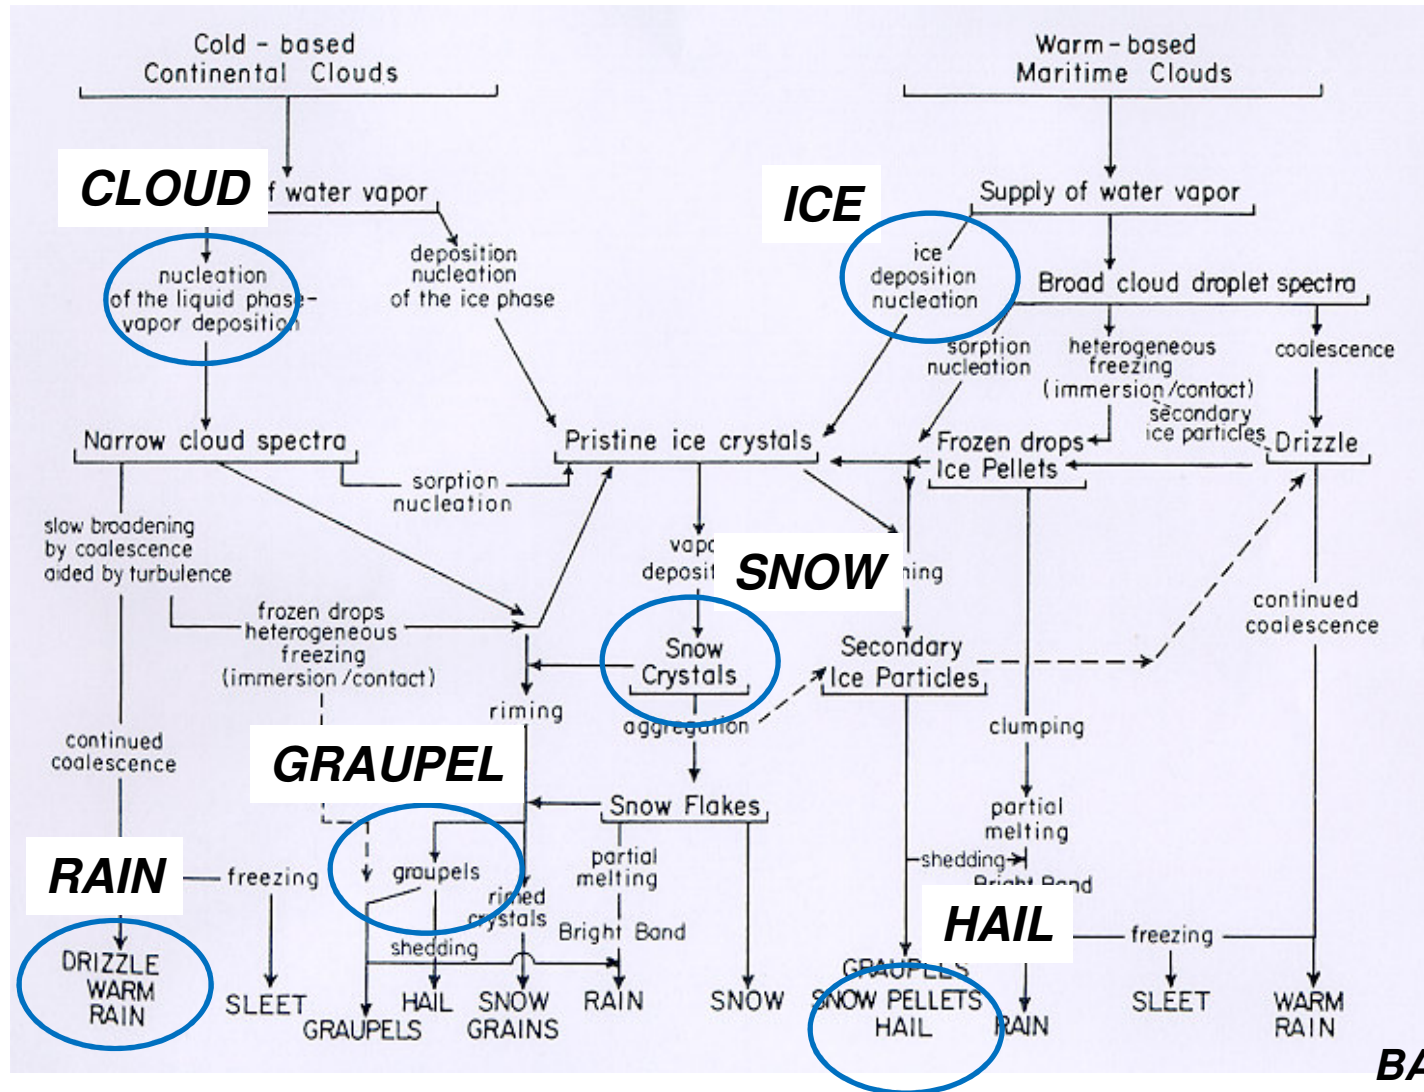 Cold - based
Continental Clouds
Warm - based
Maritime Clouds
CLOUD
f water vapor
ICE
Supply of water vapor
nucleation
of the liquid phase-
vapor deposition
deposition
nucleation
of the ice phase
ice
deposition
nucleation
Broad cloud droplet spectra
sorption
nucleation
heterogeneous
freezing
(immersion/contact)
coalescence
secondary
ice particles
Narrow cloud spectra
Pristine ice crystals
Frozen drops
Ice Pellets
Drizzle
sorption
nucleation
slow broadening
by coalescence
aided by turbulence
SNOW
frozen drops
heterogeneous
freezing
(immersion/contact)
continued
coalescence
Snow
Crystals
Secondary
Ice Particles
riming
aggregation
clumping
continued
coalescence
GRAUPEL
Snow Flakes
partial
melting
RAIN
freezing
graupels
rimed
crystals
partial
melting
Bright Band
shedding
shedding
Bright Band
HAIL
freezing
DRIZZLE
WARM
RAIN
SLEET
GRAUPELS
HAIL
SNOW
GRAINS
RAIN
SNOW
GRAUPELS
SNOW PELLETS
HAIL
RAIN
SLEET
WARM
RAIN
BA